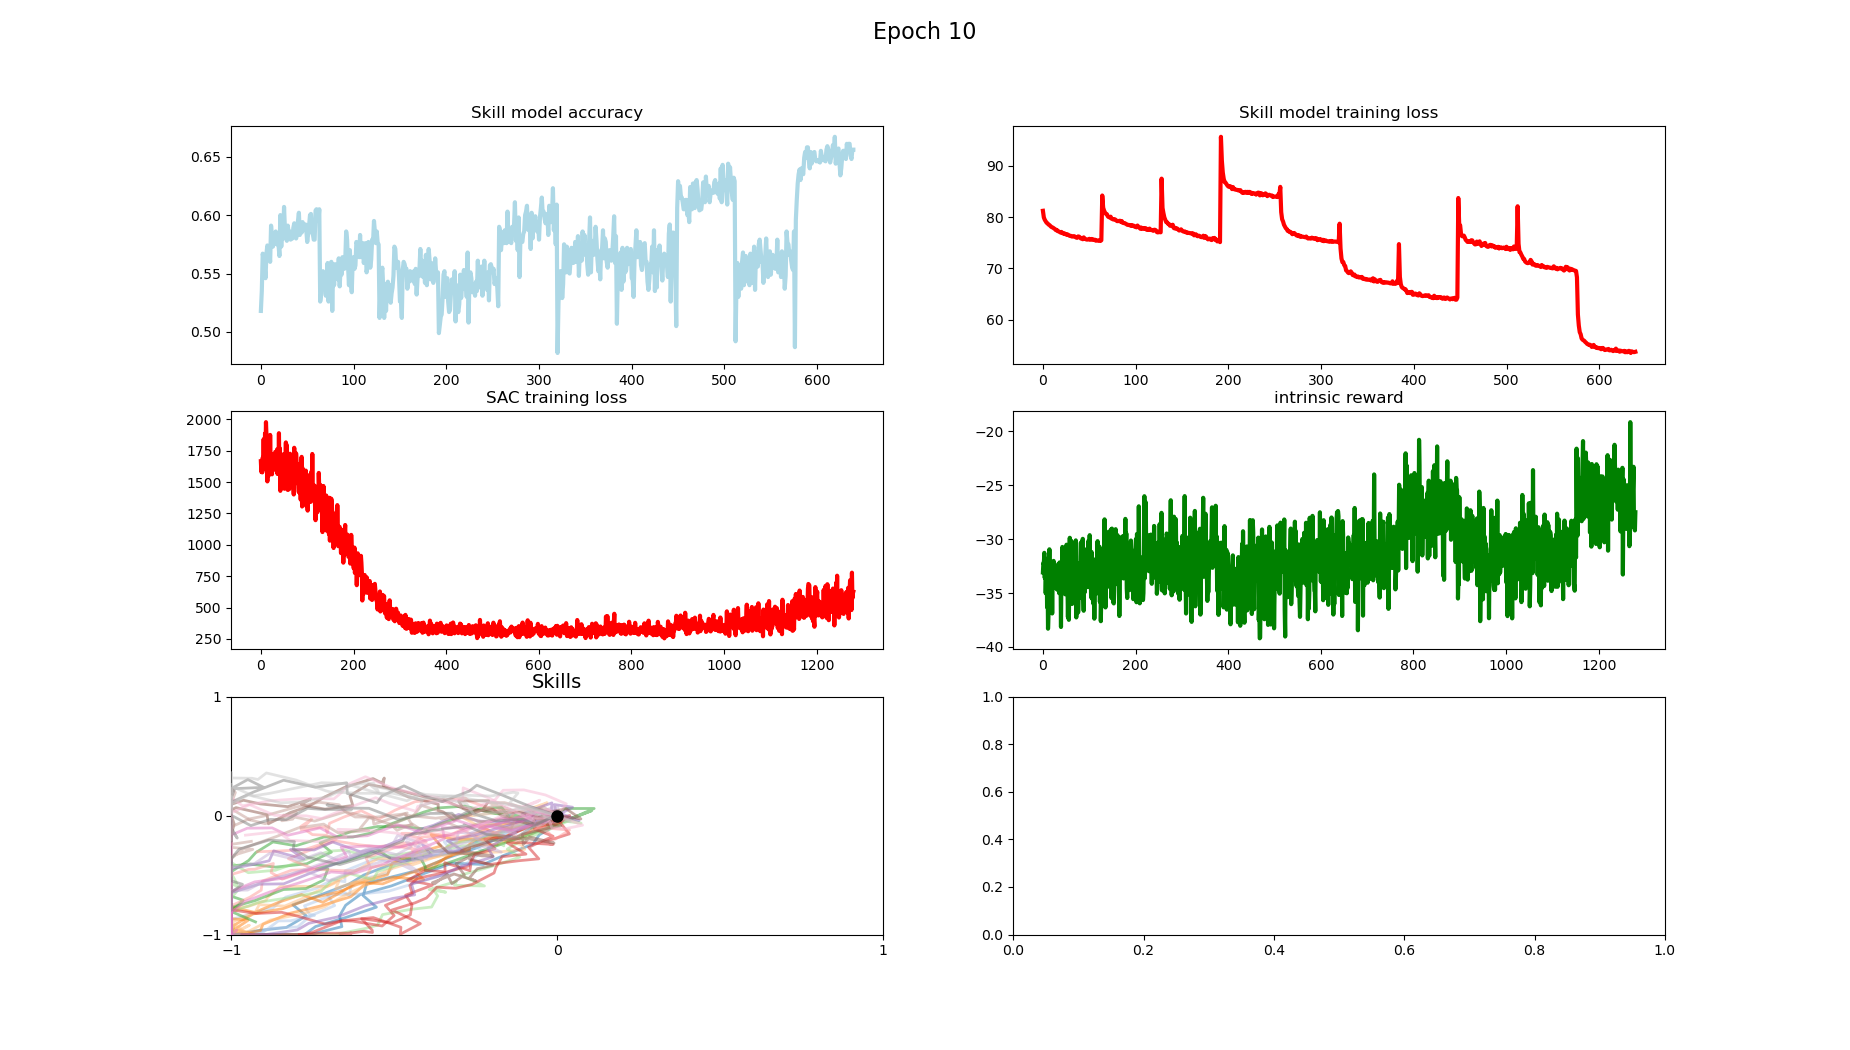 Epoch 10
Skill model accuracy
0.65
0.60
0.55
0.50
0 100 200 300 400 500 600
Skill model training loss
90
80
70
60
0 100 200 300 400 500 600
SAC training loss
2000
1750
1500
1250
1000
750
500
250
0 200 400 600 800 1000 1200
intrinsic reward
−20
−25
−30
−35
−40
0 200 400 600 800 1000 1200
Skills
1
0
−1
−1 0 1
1.0
0.8
0.6
0.4
0.2
0.0
0.0 0.2 0.4 0.6 0.8 1.0